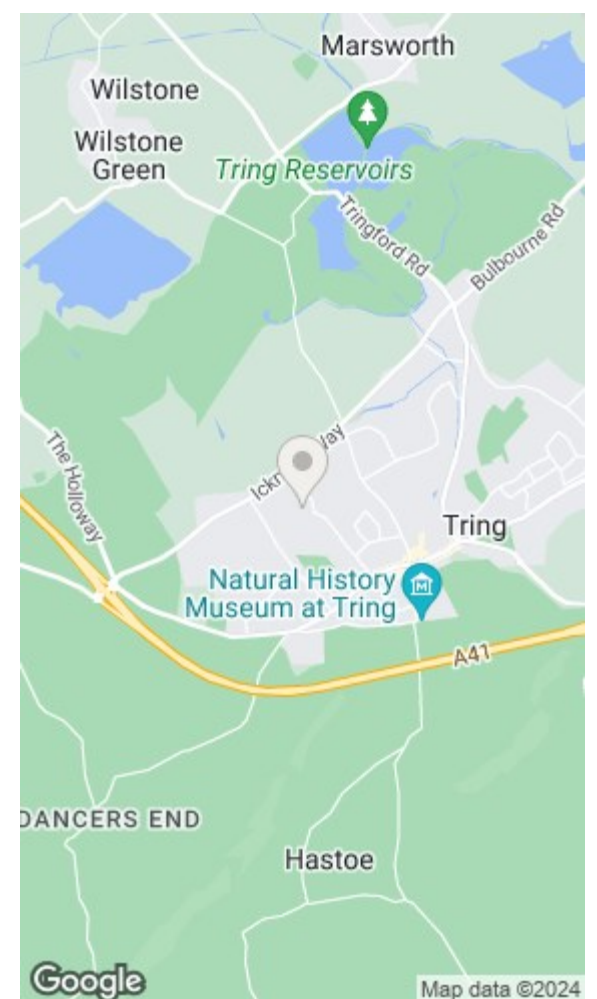 Marsworth
Wilstone
Wilstone
Green
Tring Reservoirs
Tringford Rd
Bulbourne Rd
The Holloway
Tring
Natural History
Museum at Tring
A41
DANCERS END
Hastoe
Google
Map data ©2024